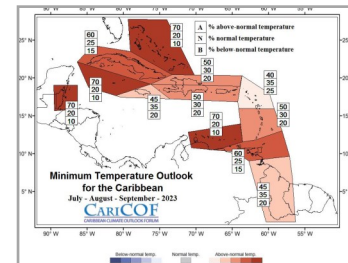 A % above-normal temperature
N % normal temperature
B % below-normal temperature
60
25
15
70
20
10
70
20
10
50
30
20
40
35
25
70
20
10
45
35
20
50
30
20
50
30
20
70
20
10
60
25
15
45
35
20
25°N
20°N
15°N
10°N
5°N
0°
Minimum Temperature Outlook
for the Caribbean
July - August - September - 2023
CARICOF
CARIBBEAN CLIMATE OUTLOOK FORUM
90°W 85°W 80°W 75°W 70°W 65°W 60°W 55°W
Below-normal temp. Normal temp. Above-normal temp.